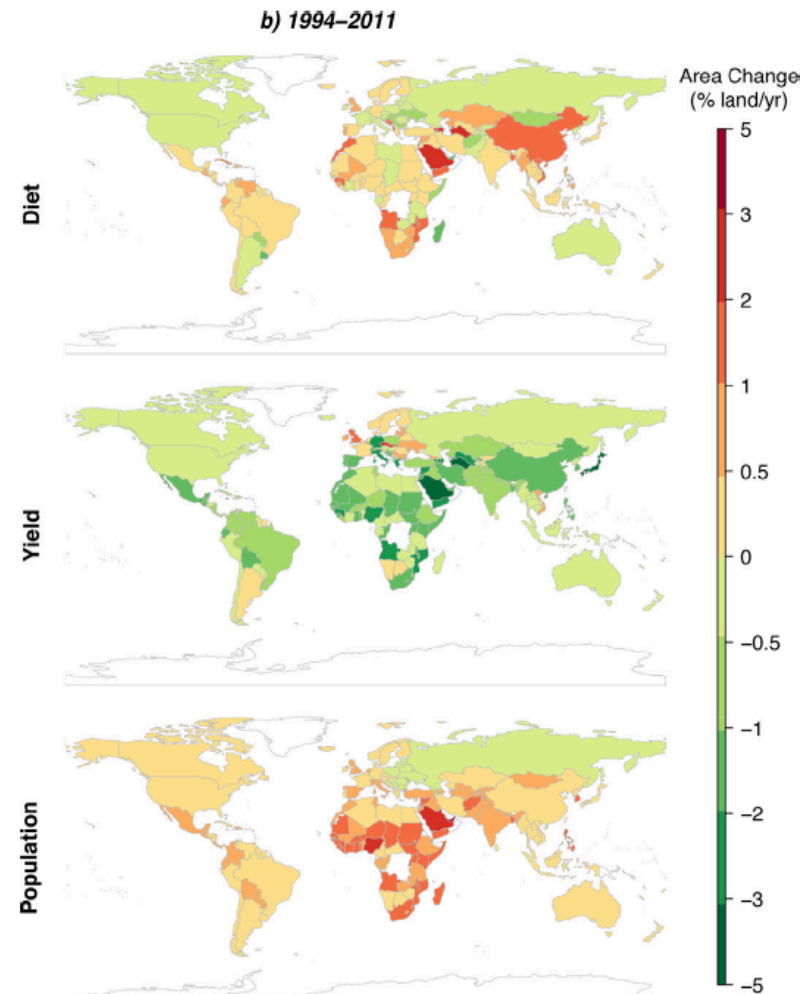 b) 1994–2011
Area Change
(% land/yr)
Diet
Yield
Population
5
3
2
1
0.5
0
−0.5
−1
−2
−3
−5